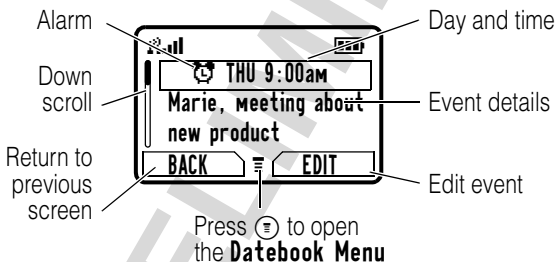 Alarm
Day and time
Down
scroll
THU 9:00AM
Marie, Meeting about
new product
Event details
Return to
previous
screen
BACK
EDIT
Edit event
Press to open
the Datebook Menu